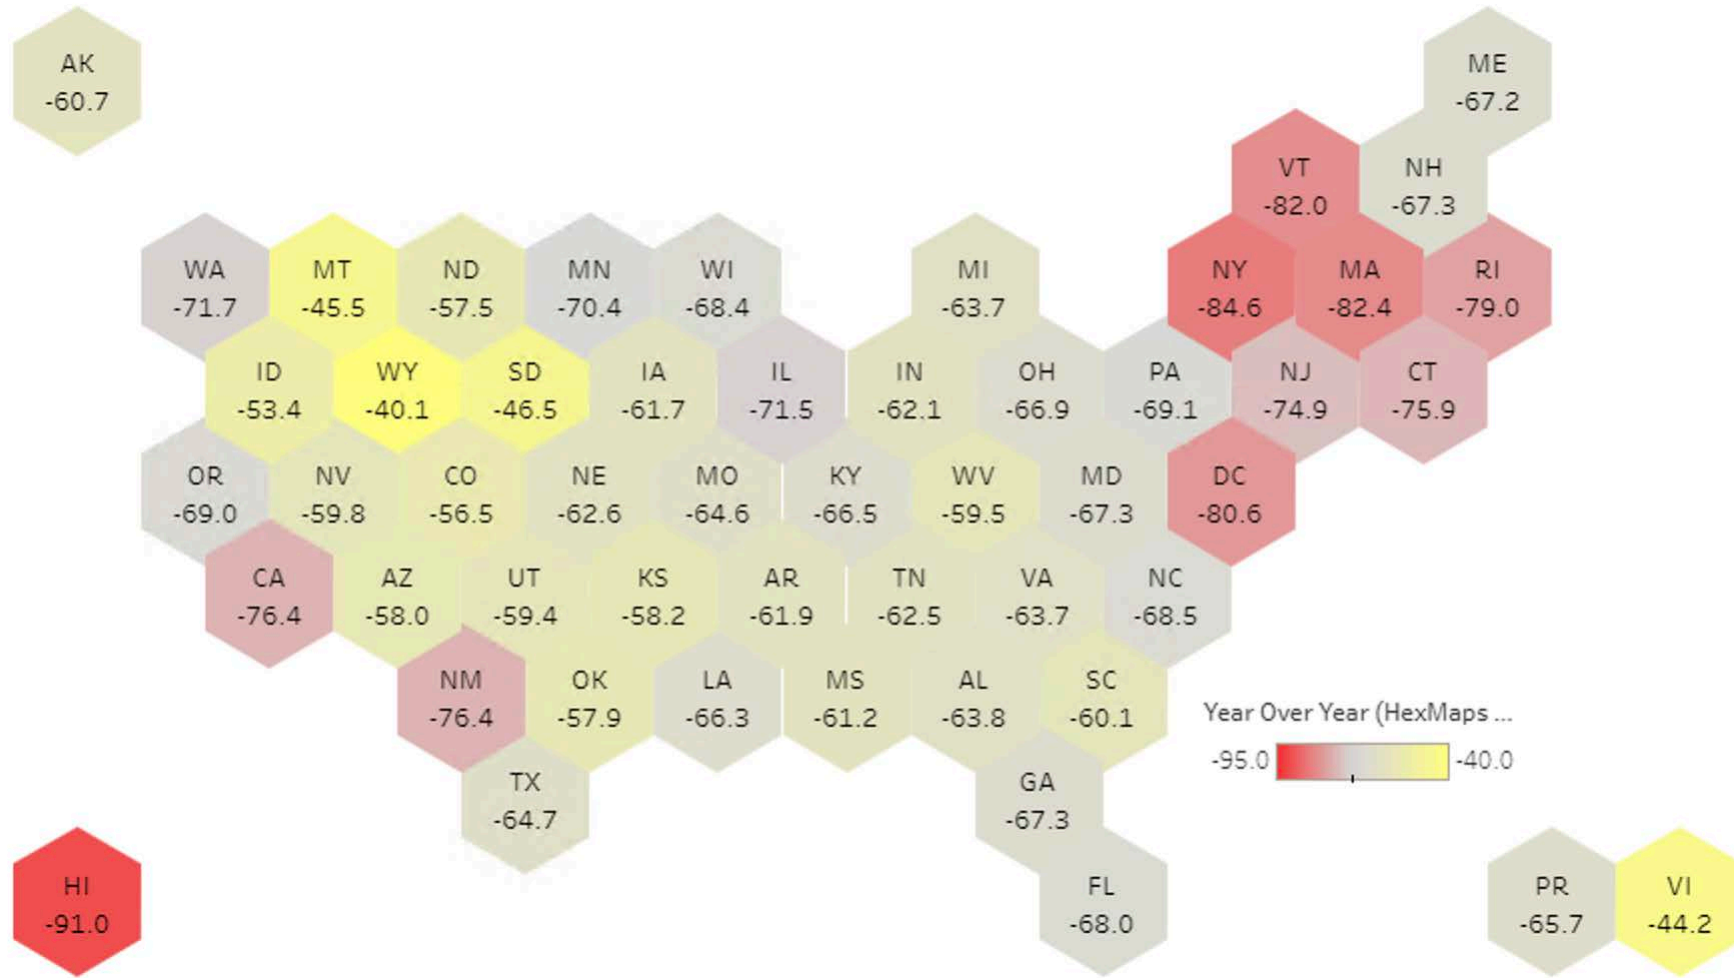 AK
-60.7
ME
-67.2
VT
-82.0
NH
-67.3
WA
-71.7
MT
-45.5
ND
-57.5
MN
-70.4
WI
-68.4
MI
-63.7
NY
-84.6
MA
-82.4
RI
-79.0
ID
-53.4
WY
-40.1
SD
-46.5
IA
-61.7
IL
-71.5
IN
-62.1
OH
-66.9
PA
-69.1
NJ
-74.9
CT
-75.9
OR
-69.0
NV
-59.8
CO
-56.5
NE
-62.6
MO
-64.6
KY
-66.5
WV
-59.5
MD
-67.3
DC
-80.6
CA
-76.4
AZ
-58.0
UT
-59.4
KS
-58.2
AR
-61.9
TN
-62.5
VA
-63.7
NC
-68.5
NM
-76.4
OK
-57.9
LA
-66.3
MS
-61.2
AL
-63.8
SC
-60.1
Year Over Year (HexMaps ...
-95.0 -40.0
TX
-64.7
GA
-67.3
HI
-91.0
FL
-68.0
PR
-65.7
VI
-44.2